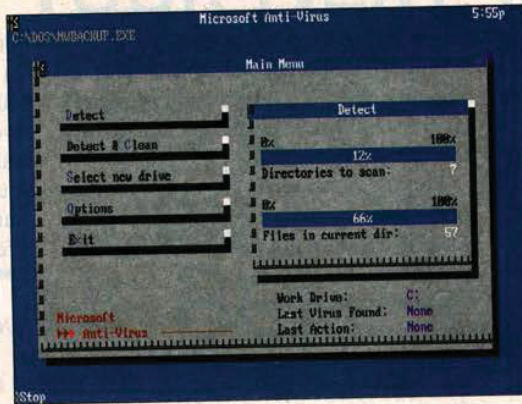 Microsoft Anti-Virus 5:55p
C:\DOS\MWBACKUP.EXE
Main Menu
Detect
Detect & Clean
Select new drive
Options
Exit
Detect
0% 100%
12%
Directories to scan: 7
0% 100%
66%
Files in current dir: 57
Work Drive: C:
Last Virus Found: None
Last Action: None
Microsoft
Anti-Virus
Stop